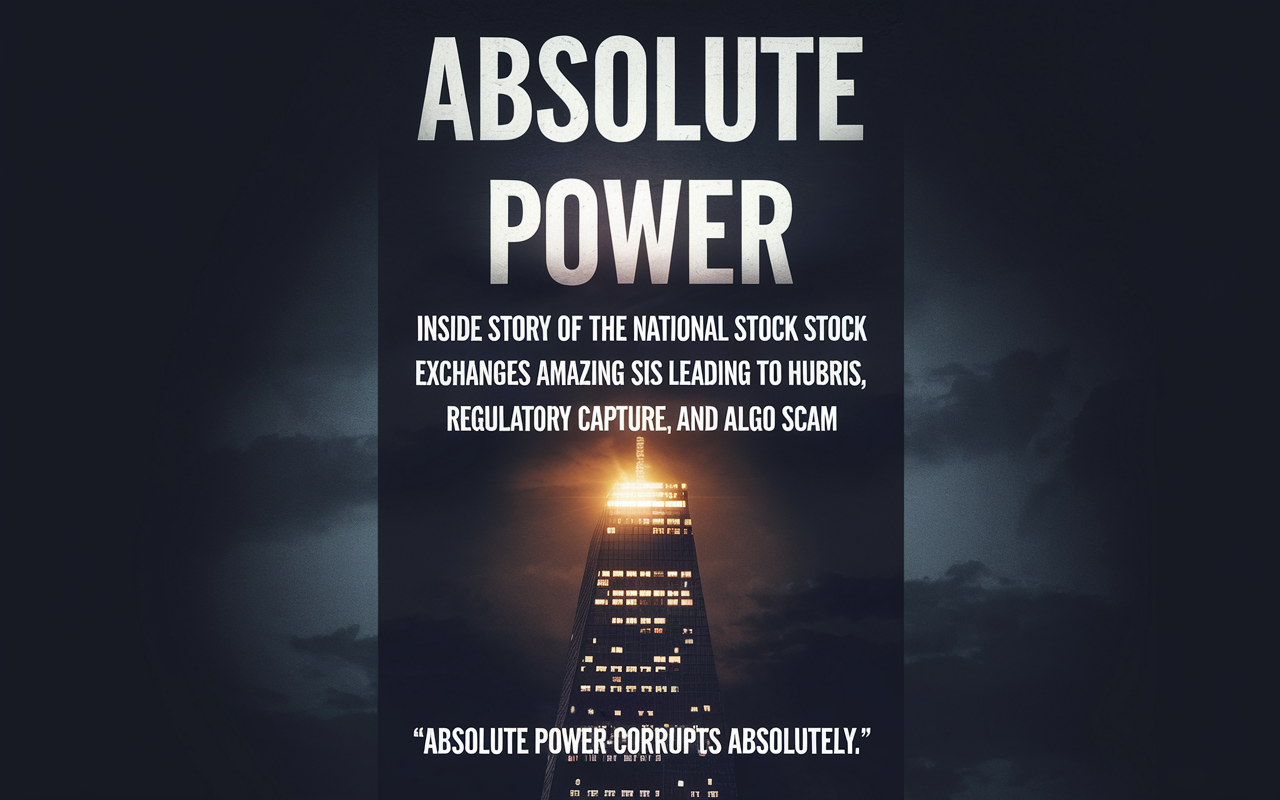 ABSOLUTE
POWER
INSIDE STORY OF THE NATIONAL STOCK STOCK
EXCHANGES AMAZING SIS LEADING TO HUBRIS,
REGULATORY CAPTURE, AND ALGO SCAM
“ABSOLUTE POWER CORRUPTS ABSOLUTELY.”